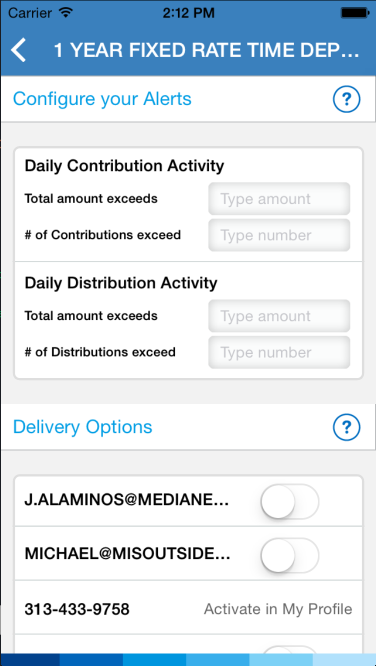 Carrier 2:12 PM
1 YEAR FIXED RATE TIME DEP...
Configure your Alerts ?
Daily Contribution Activity
Total amount exceeds Type amount
# of Contributions exceed Type number
Daily Distribution Activity
Total amount exceeds Type amount
# of Distributions exceed Type number
Delivery Options ?
J.ALAMINOS@MEDIANE...
MICHAEL@MISOUTSIDE...
313-433-9758 Activate in My Profile